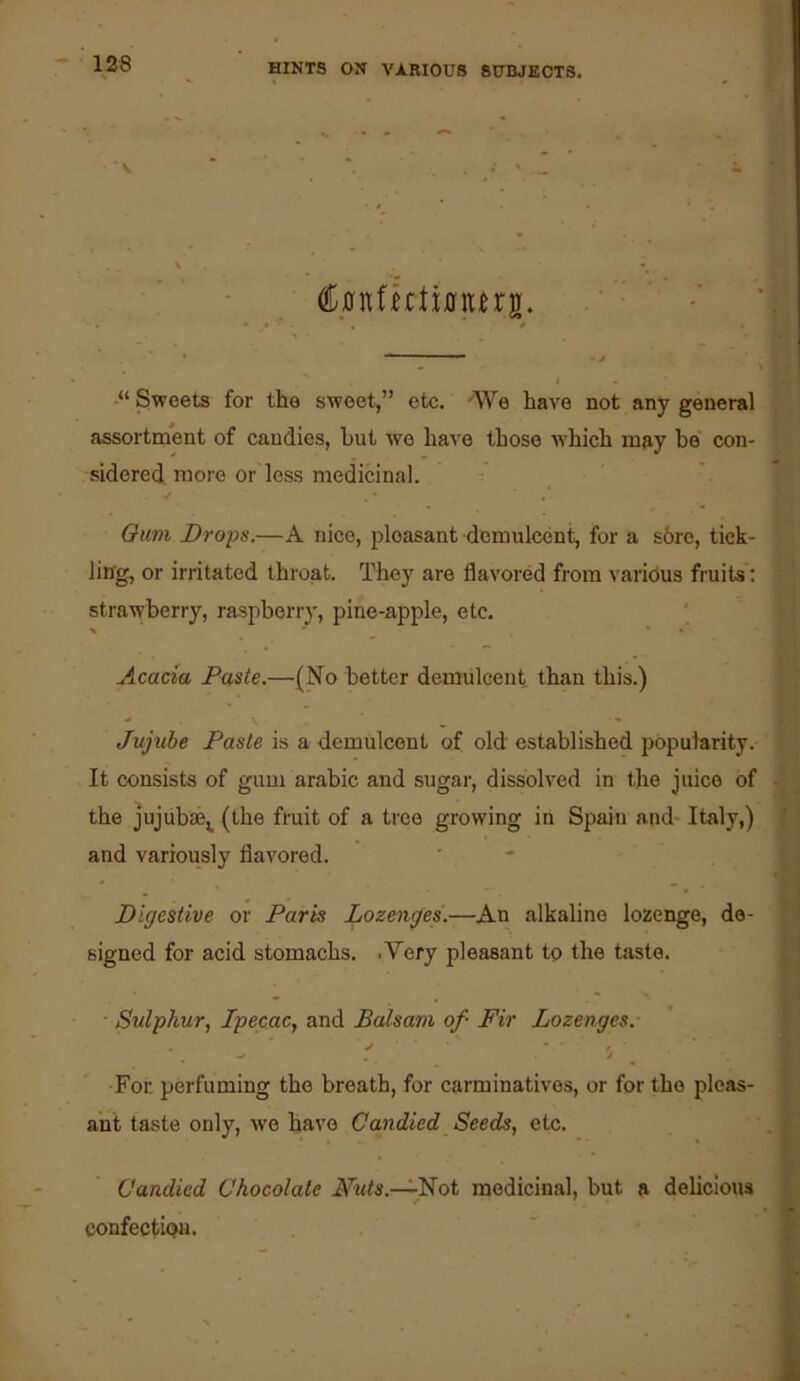 128
HINTS ON VARIOUS SUBJECTS.
Confectionery.
“ Sweets for the sweet,” etc. We have not any general
assortment of candies, but we have those which may be con-
sidered more or less medicinal.
Gum Drops.—A nice, pleasant demulcent, for a sore, tick-
ling, or irritated throat. They are flavored from various fruits:
strawberry, raspberry, pine-apple, etc.
Acacia Paste.—(No better demulcent than this.)
Jujube Paste is a demulcent of old established popularity.
It consists of gum arabic and sugar, dissolved in the juice of
the jujubæ, (the fruit of a tree growing in Spain and Italy,)
and variously flavored.
Digestive or Paris Lozenges.—An alkaline lozenge, de-
signed for acid stomachs. Very pleasant to the taste.
Sulphur, Ipecac, and Balsam of Fir Lozenges.
For perfuming the breath, for carminatives, or for the pleas-
ant taste only, we have Candied Seeds, etc.
Candied Chocolate Nuts.—Not medicinal, but a delicious
confection.